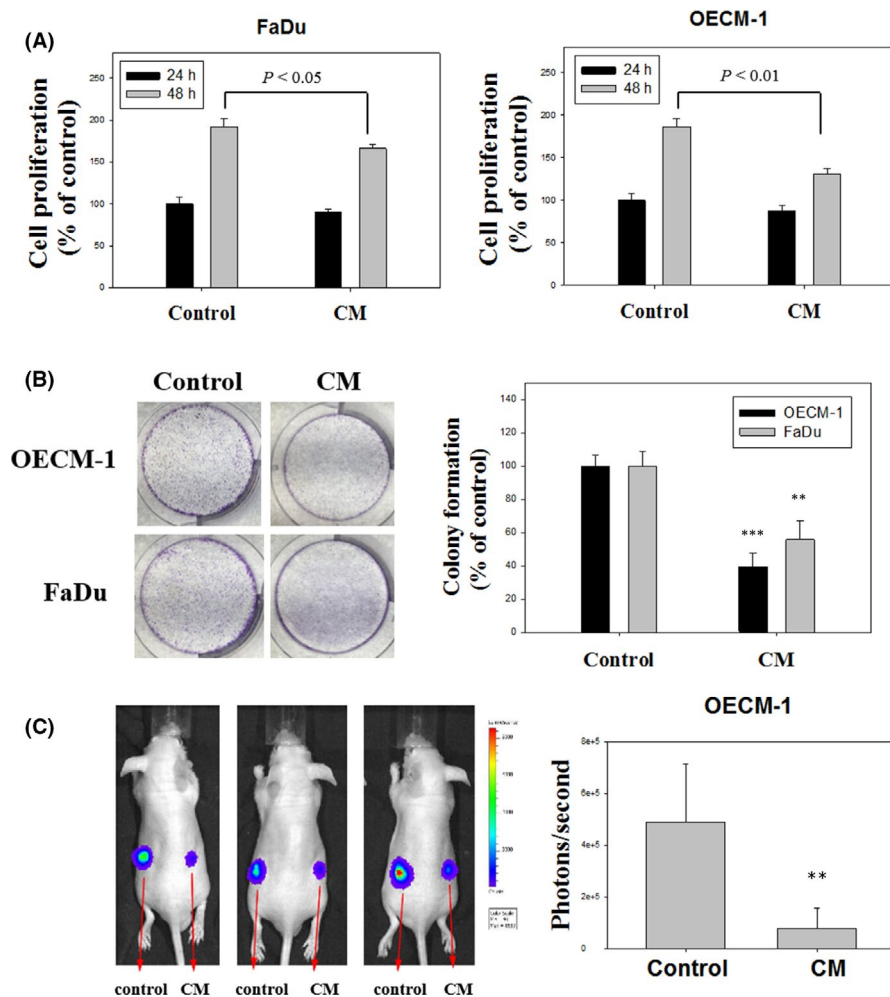 (A)
FaDu
24 h
48 h
P < 0.05
Cell proliferation
(% of control)
250
200
150
100
50
0
Control CM
OECM-1
24 h
48 h
P < 0.01
Cell proliferation
(% of control)
250
200
150
100
50
0
Control CM
(B)
Control CM
OECM-1
FaDu
OECM-1
FaDu
Colony formation
(% of control)
140
120
100
80
60
40
20
0
***
**
Control CM
(C)
control CM control CM control CM
Color Scale
OECM-1
Photons/second
8e+5
6e+5
4e+5
2e+5
0
**
Control CM